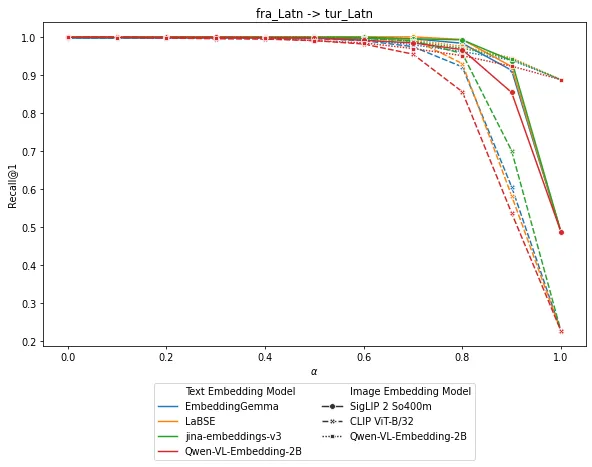 fra_Latn -> tur_Latn
Recall@1
1.0
0.9
0.8
0.7
0.6
0.5
0.4
0.3
0.2
0.0 0.2 0.4 0.6 0.8 1.0
α
Text Embedding Model
EmbeddingGemma
LaBSE
jina-embeddings-v3
Qwen-VL-Embedding-2B
Image Embedding Model
SigLIP 2 So400m
CLIP ViT-B/32
Qwen-VL-Embedding-2B